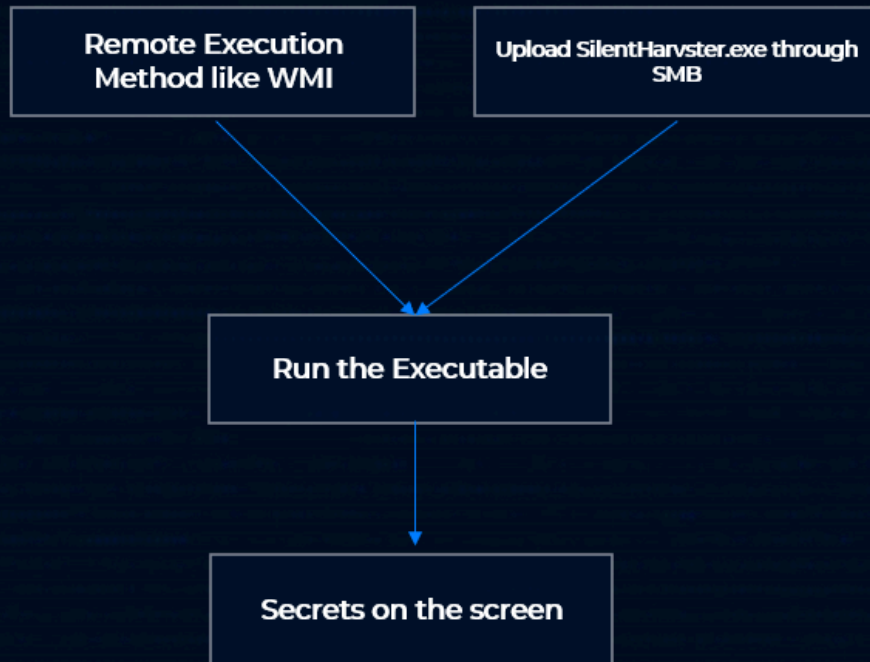 Remote Execution
Method like WMI
Upload SilentHarvster.exe through
SMB
Run the Executable
Secrets on the screen